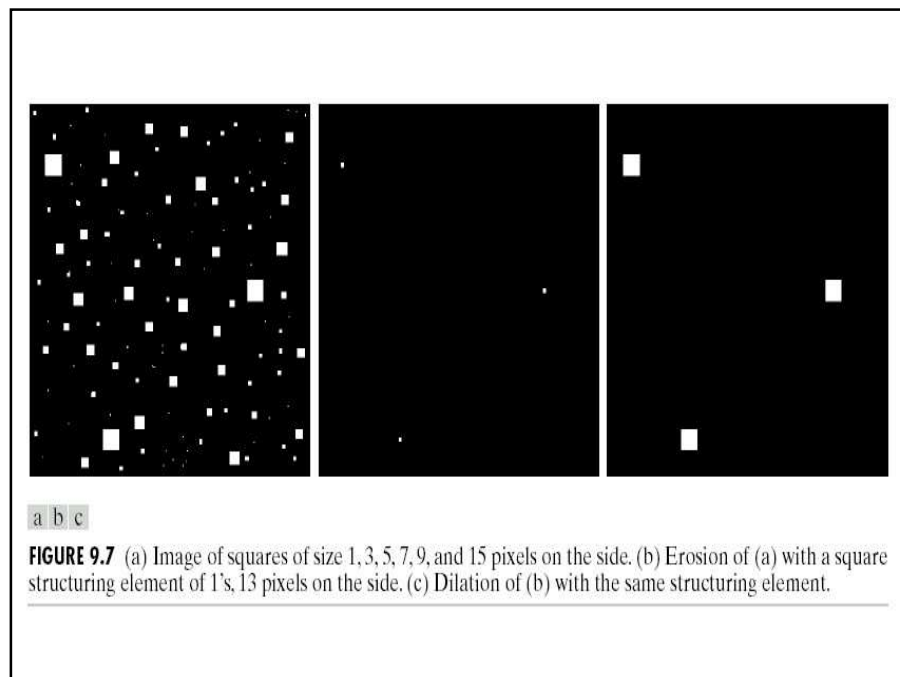 a b c
FIGURE 9.7 (a) Image of squares of size 1, 3, 5, 7, 9, and 15 pixels on the side. (b) Erosion of (a) with a square
structuring element of 1's, 13 pixels on the side. (c) Dilation of (b) with the same structuring element.